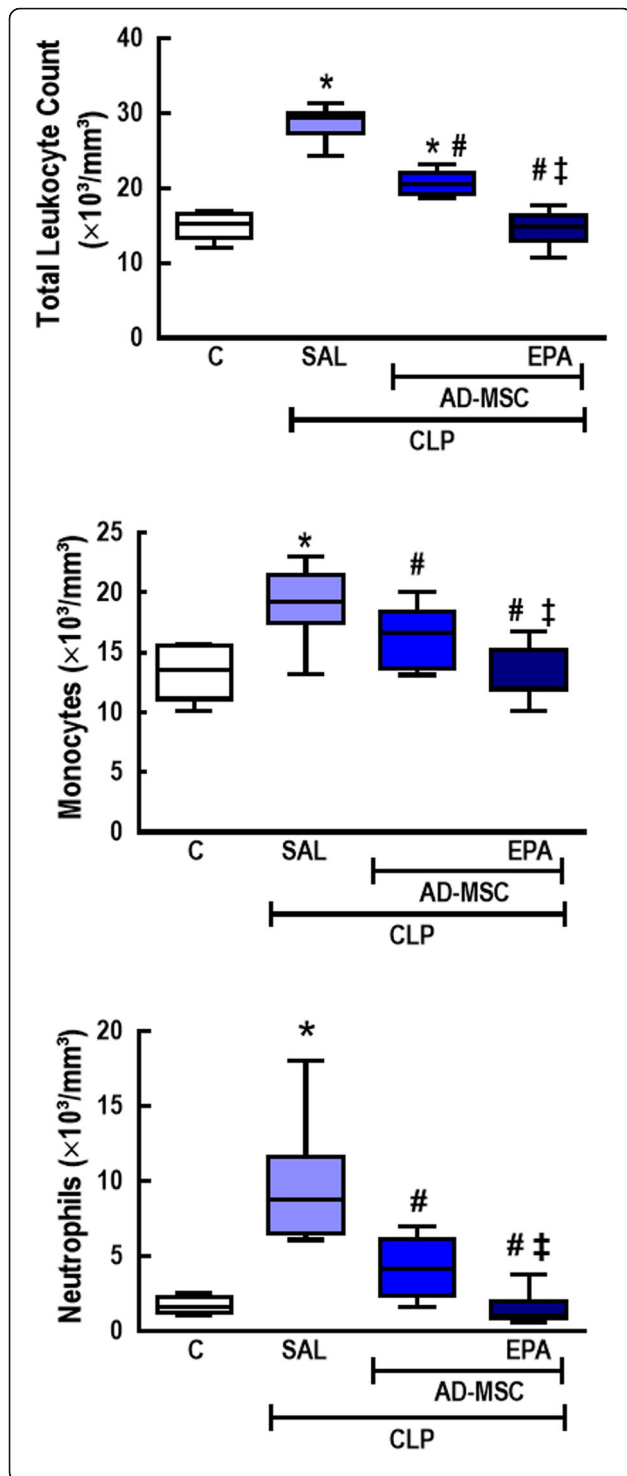 Total Leukocyte Count
(×10³/mm³)
40
30
20
10
0
*
* #
# ‡
C SAL EPA
AD-MSC
CLP
Monocytes (×10³/mm³)
25
20
15
10
5
0
*
#
# ‡
C SAL EPA
AD-MSC
CLP
Neutrophils (×10³/mm³)
20
15
10
5
0
*
#
# ‡
C SAL EPA
AD-MSC
CLP